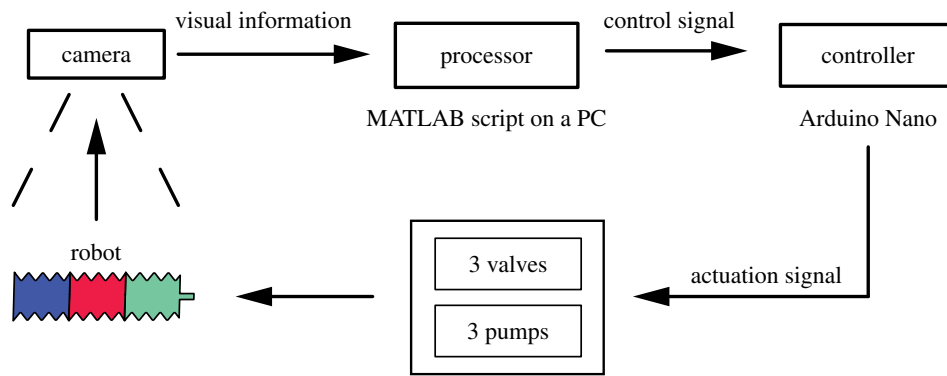 visual information
control signal
camera
processor
controller
MATLAB script on a PC
Arduino Nano
robot
3 valves
actuation signal
3 pumps